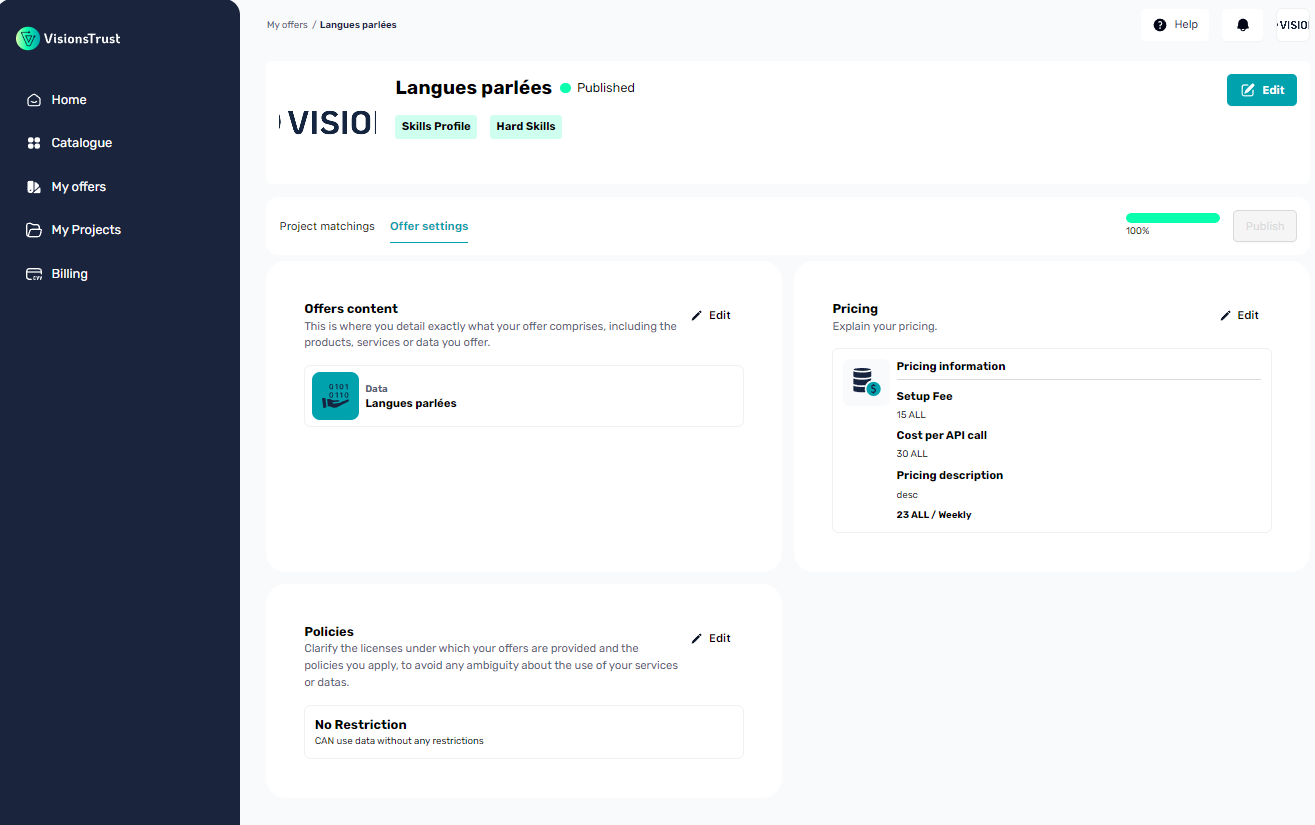 VisionsTrust
Home
Catalogue
My offers
My Projects
Billing
My offers / Langues parlées
Help
VISIO
VISIO
Langues parlées
Published
Skills Profile
Hard Skills
Edit
Project matchings
Offer settings
100%
Publish
Offers content
This is where you detail exactly what your offer comprises, including the
products, services or data you offer.
Edit
0101
0110
Data
Langues parlées
Pricing
Explain your pricing.
Edit
$
Pricing information
Setup Fee
15 ALL
Cost per API call
30 ALL
Pricing description
desc
23 ALL / Weekly
Policies
Clarify the licenses under which your offers are provided and the
policies you apply, to avoid any ambiguity about the use of your services
or datas.
Edit
No Restriction
CAN use data without any restrictions